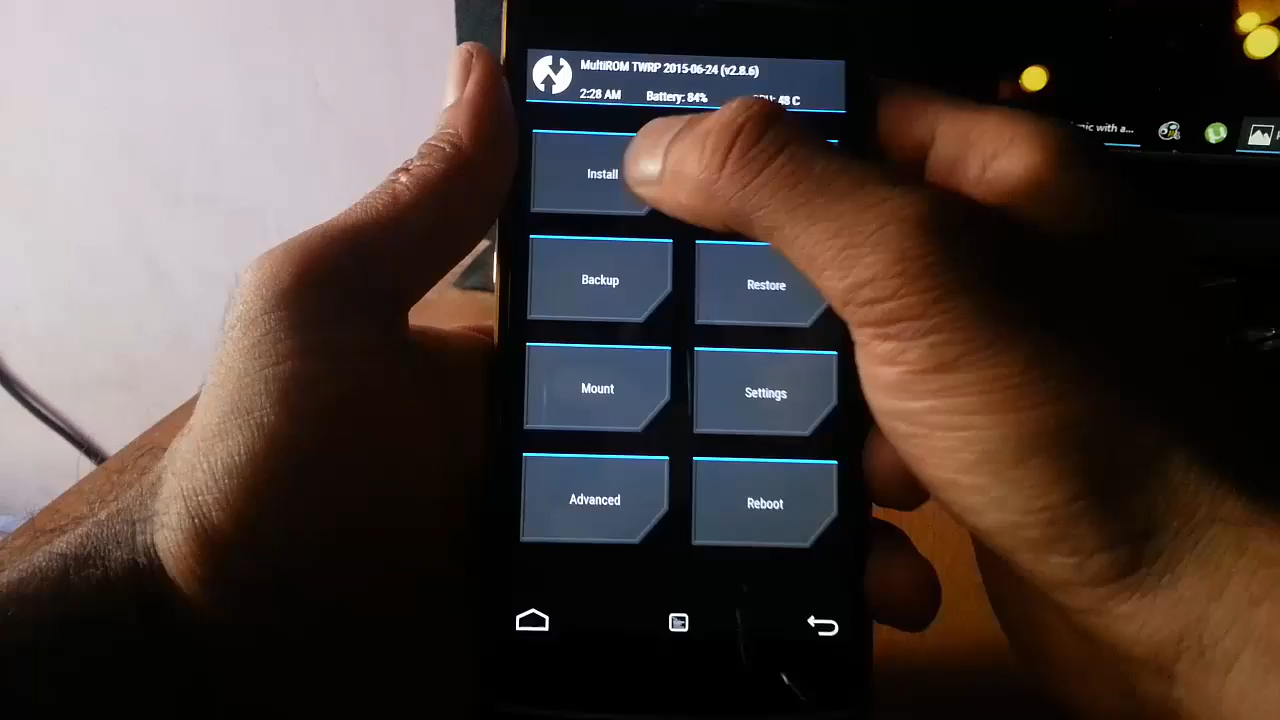 MultiROM TWRP 2015-06-24 (v2.8.6)
2:28 AM Battery: 84% 48 C
Install
Backup Restore
Mount Settings
Advanced Reboot
with a...